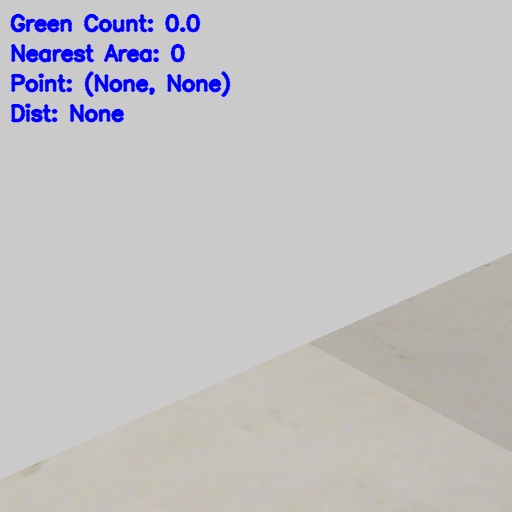 Green Count: 0.0
Nearest Area: 0
Point: (None, None)
Dist: None